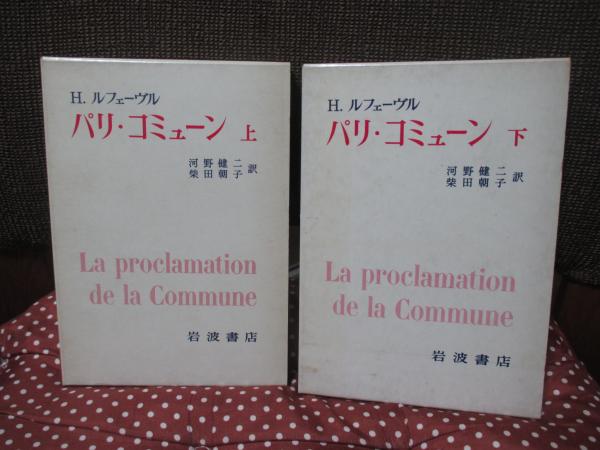 H. ルフェーヴル
パリ・コミューン 上
河野健二
柴田朝子 訳
La proclamation
de la Commune
岩波書店
H. ルフェーヴル
パリ・コミューン 下
河野健二
柴田朝子 訳
La proclamation
de la Commune
岩波書店